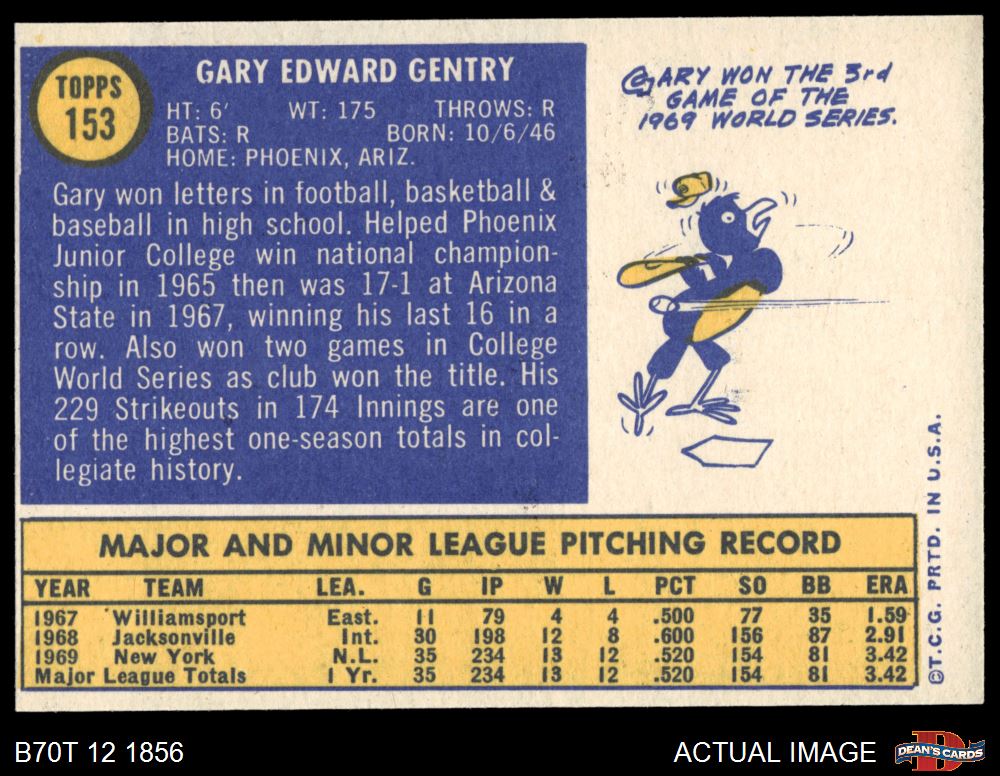 TOPPS
153
GARY EDWARD GENTRY
HT: 6' WT: 175 THROWS: R
BATS: R BORN: 10/6/46
HOME: PHOENIX, ARIZ.
Gary won letters in football, basketball &
baseball in high school. Helped Phoenix
Junior College win national champion-
ship in 1965 then was 17-1 at Arizona
State in 1967, winning his last 16 in a
row. Also won two games in College
World Series as club won the title. His
229 Strikeouts in 174 Innings are one
of the highest one-season totals in col-
legiate history.
GARY WON THE 3rd
GAME OF THE
1969 WORLD SERIES.
MAJOR AND MINOR LEAGUE PITCHING RECORD
YEAR TEAM LEA. G IP W L PCT SO BB ERA
1967 Williamsport East. 11 79 4 4 .500 77 35 1.59
1968 Jacksonville Int. 30 198 12 8 .600 156 87 2.91
1969 New York N.L. 35 234 13 12 .520 154 81 3.42
Major League Totals 1 Yr. 35 234 13 12 .520 154 81 3.42
©T.C.G. PRTD. IN U.S.A.
B70T 12 1856
ACTUAL IMAGE
DEAN'S CARDS